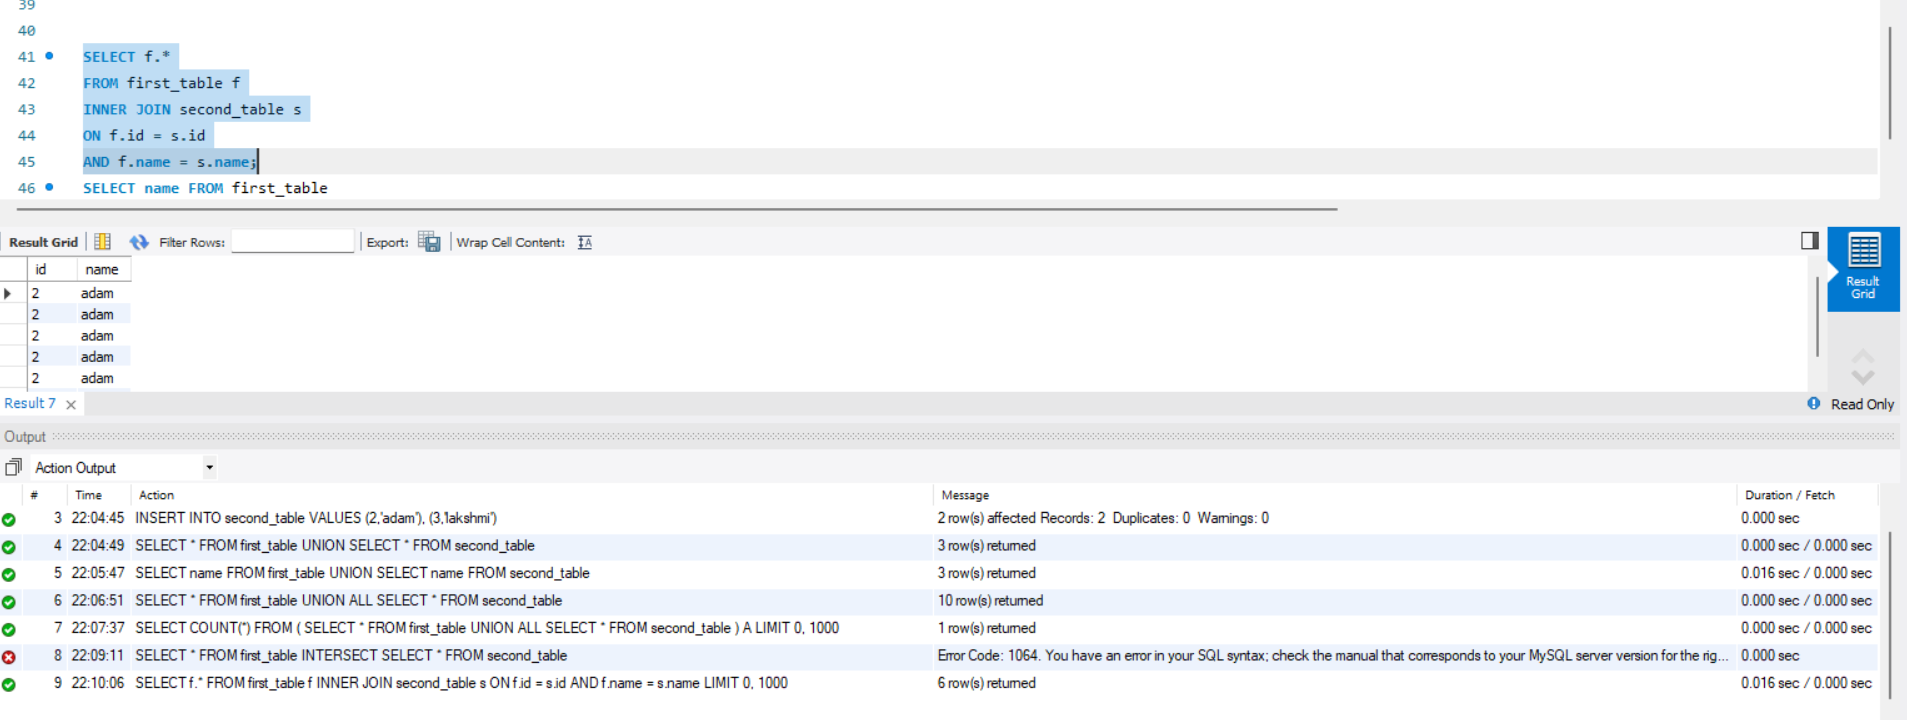 39
40
41 SELECT f.*
42 FROM first_table f
43 INNER JOIN second_table s
44 ON f.id = s.id
45 AND f.name = s.name;
46 SELECT name FROM first_table
Result Grid Filter Rows: Export: Wrap Cell Content: IA
id name
2 adam
2 adam
2 adam
2 adam
2 adam
Result Grid
Result 7 Read Only
Output
Action Output
# Time Action Message Duration / Fetch
3 22:04:45 INSERT INTO second_table VALUES (2,'adam'), (3,'lakshmi') 2 row(s) affected Records: 2 Duplicates: 0 Warnings: 0 0.000 sec
4 22:04:49 SELECT * FROM first_table UNION SELECT * FROM second_table 3 row(s) returned 0.000 sec / 0.000 sec
5 22:05:47 SELECT name FROM first_table UNION SELECT name FROM second_table 3 row(s) returned 0.016 sec / 0.000 sec
6 22:06:51 SELECT * FROM first_table UNION ALL SELECT * FROM second_table 10 row(s) returned 0.000 sec / 0.000 sec
7 22:07:37 SELECT COUNT(*) FROM ( SELECT * FROM first_table UNION ALL SELECT * FROM second_table ) A LIMIT 0, 1000 1 row(s) returned 0.000 sec / 0.000 sec
8 22:09:11 SELECT * FROM first_table INTERSECT SELECT * FROM second_table Error Code: 1064. You have an error in your SQL syntax; check the manual that corresponds to your MySQL server version for the rig... 0.000 sec
9 22:10:06 SELECT f.* FROM first_table f INNER JOIN second_table s ON f.id = s.id AND f.name = s.name LIMIT 0, 1000 6 row(s) returned 0.016 sec / 0.000 sec